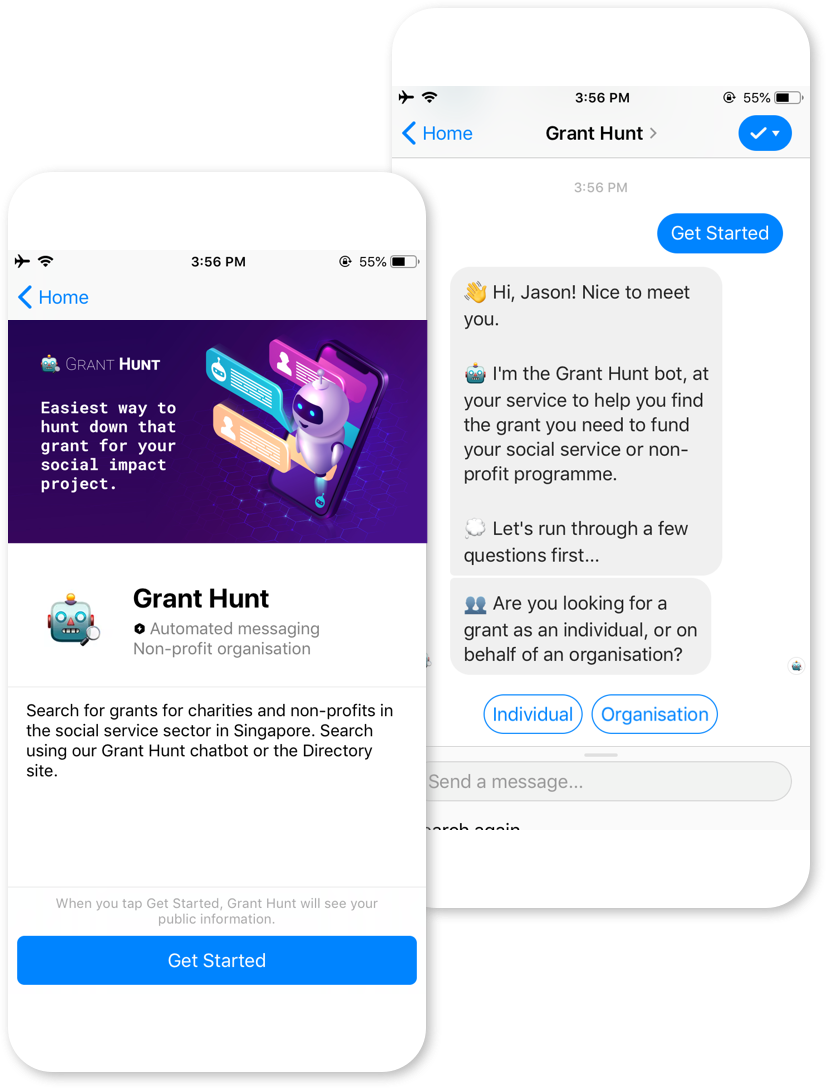 3:56 PM
55%
Home
GRANT HUNT
Easiest way to
hunt down that
grant for your
social impact
project.
Grant Hunt
Automated messaging
Non-profit organisation
Search for grants for charities and non-profits in
the social service sector in Singapore. Search
using our Grant Hunt chatbot or the Directory
site.
When you tap Get Started, Grant Hunt will see your
public information.
Get Started
3:56 PM
55%
Home
Grant Hunt
3:56 PM
Get Started
👋 Hi, Jason! Nice to meet
you.
🤖 I'm the Grant Hunt bot, at
your service to help you find
the grant you need to fund
your social service or non-
profit programme.
💭 Let's run through a few
questions first...
👥 Are you looking for a
grant as an individual, or on
behalf of an organisation?
Individual
Organisation
Send a message...
again